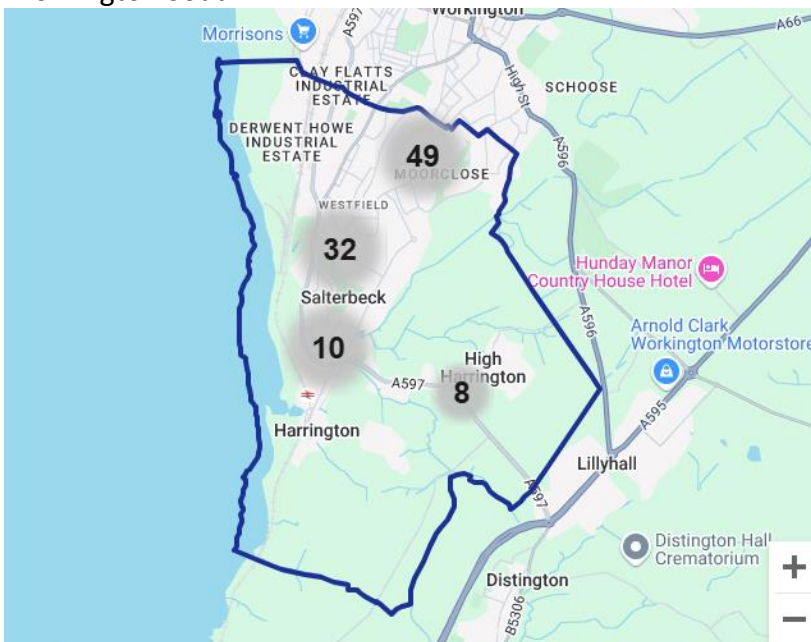 Workington
A66
Morrisons
A597
CLAY FLATTS
INDUSTRIAL
ESTATE
High St
SCHOOSE
DERWENT HOWE
INDUSTRIAL
ESTATE
A596
49
MOORCLOSE
WESTFIELD
32
Hunday Manor
Country House Hotel
Salterbeck
A596
Arnold Clark
Workington Motorstore
10
High
Harrington
A597
8
A595
Harrington
Lillyhall
A597
Distington Hall
Crematorium
+
Distington
B5306
−